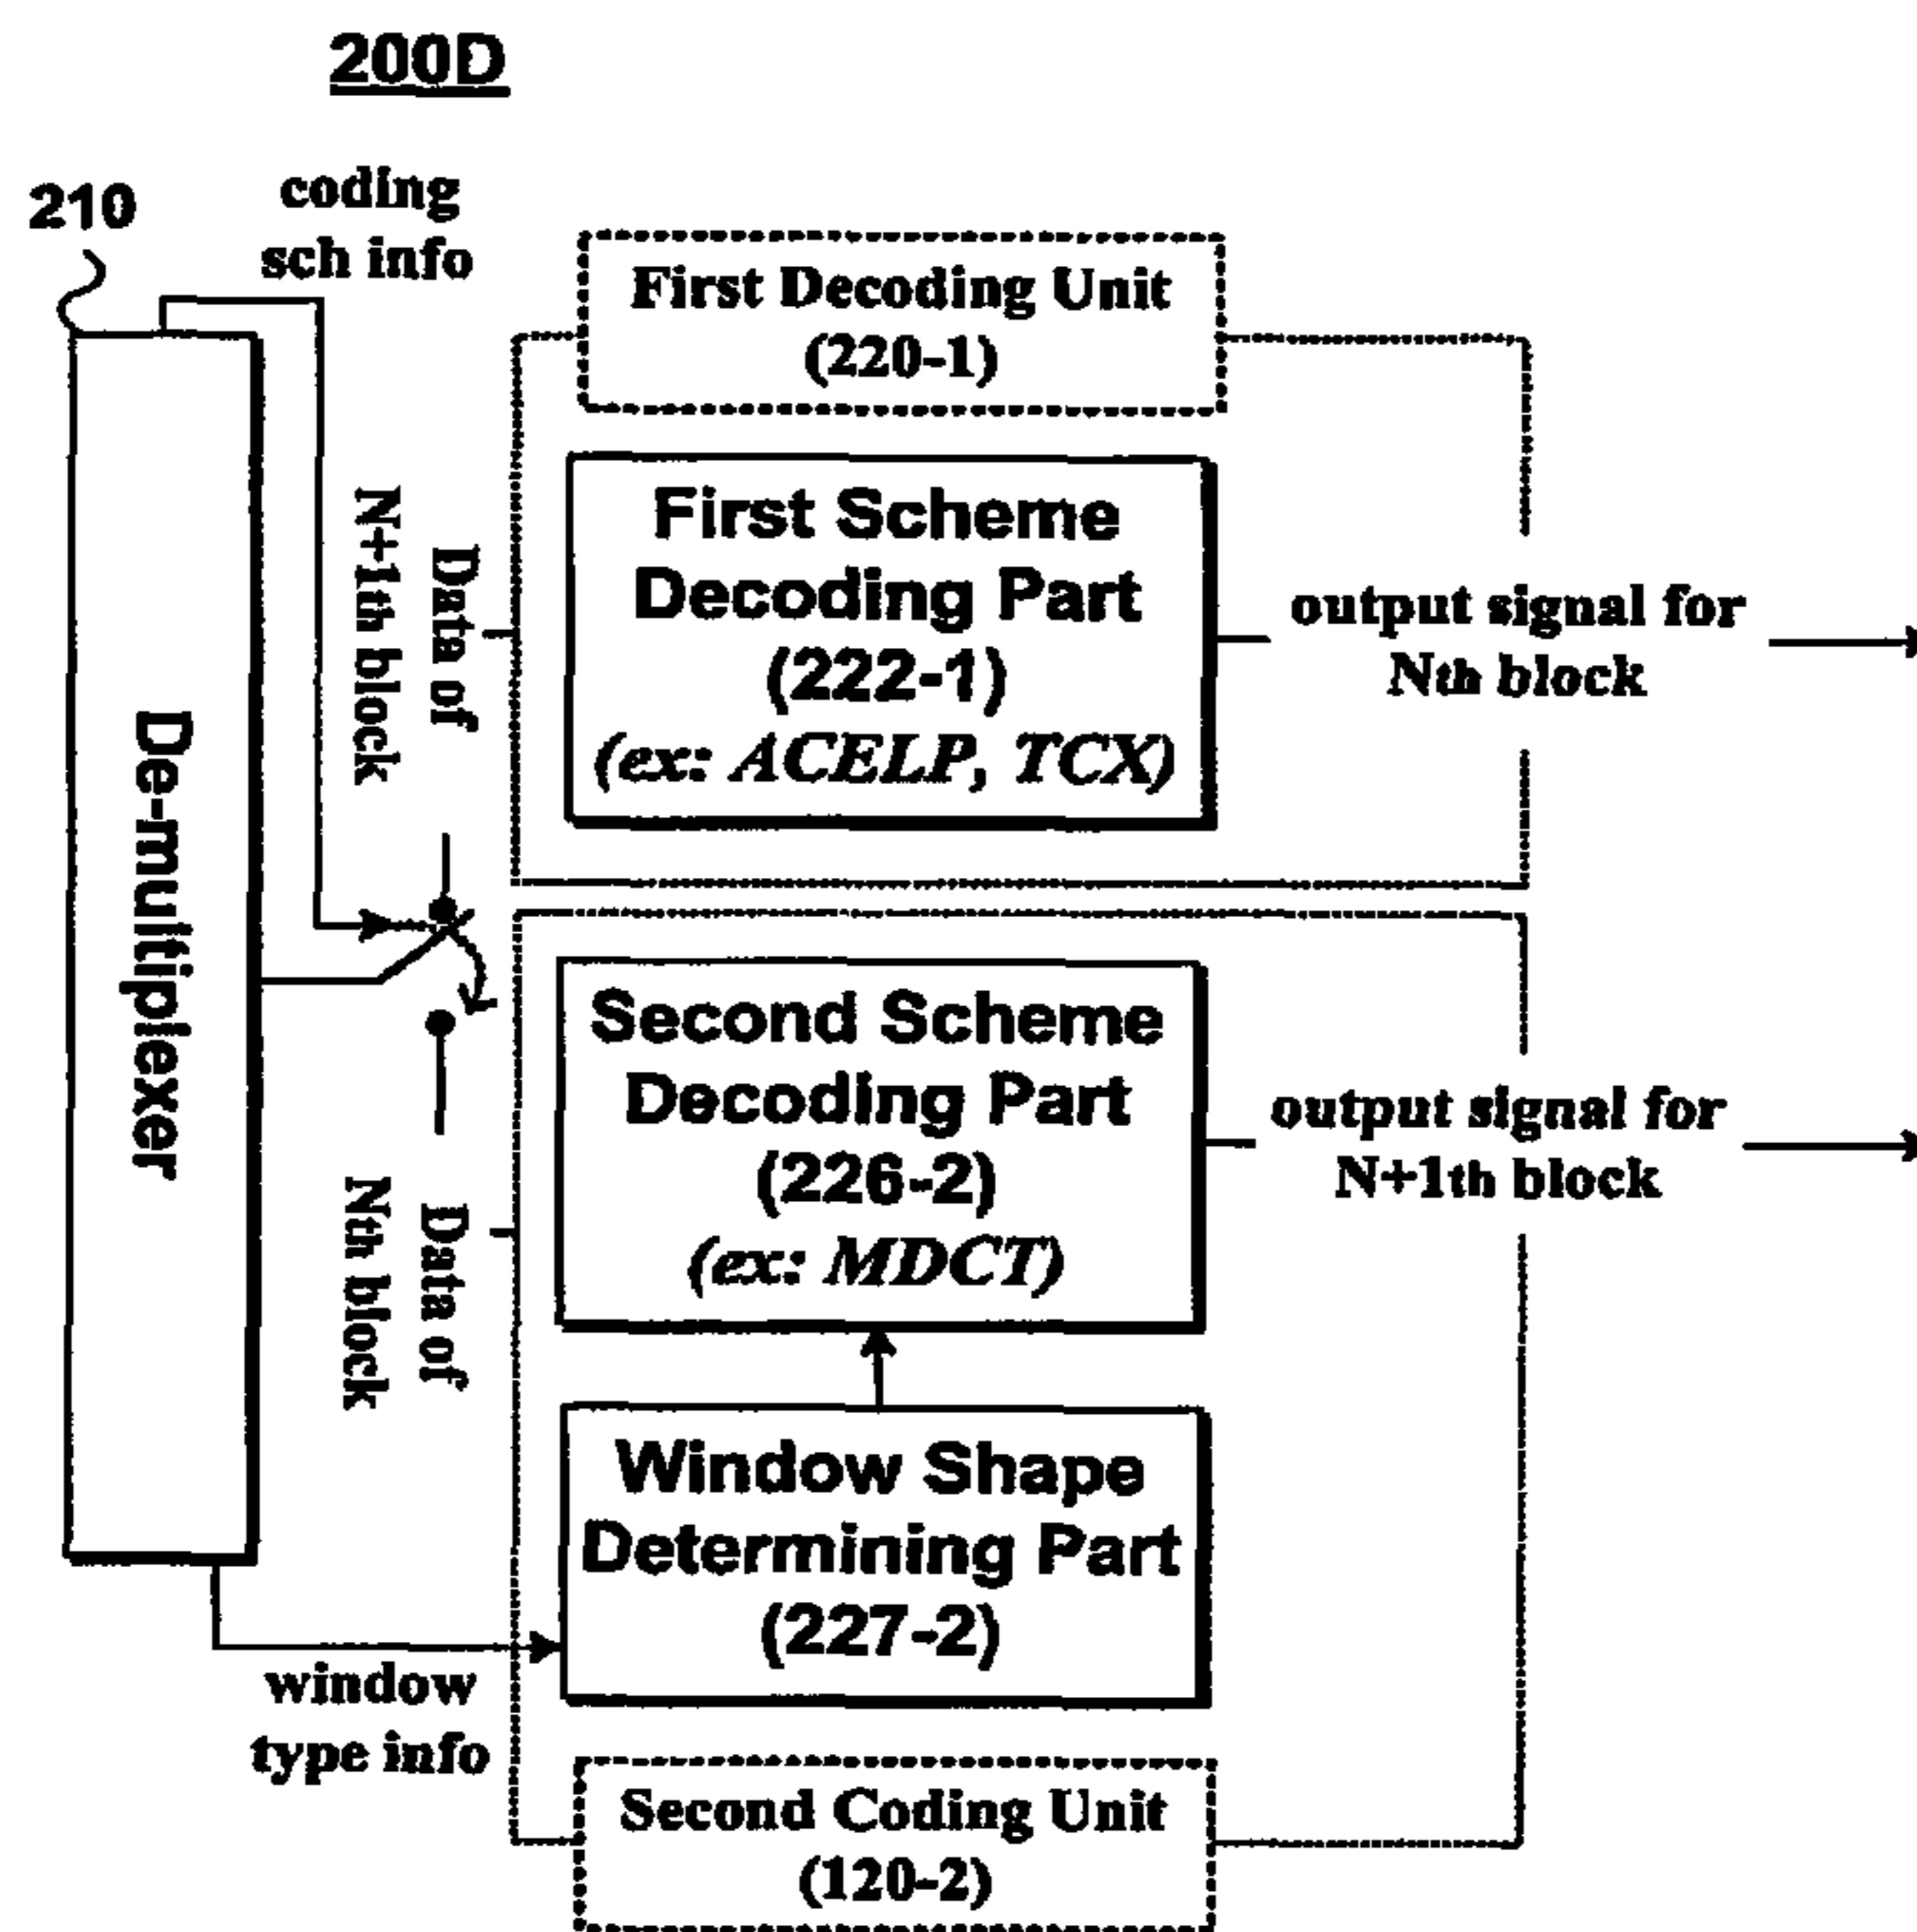 200D
210
coding
sch info
First Decoding Unit
(220-1)
De-multiplexer
Data of
N+1th block
First Scheme
Decoding Part
(222-1)
(ex: ACELP, TCX)
output signal for
Nth block
Second Scheme
Decoding Part
(226-2)
(ex: MDCT)
output signal for
N+1th block
Data of
Nth block
Window Shape
Determining Part
(227-2)
window
type info
Second Coding Unit
(120-2)